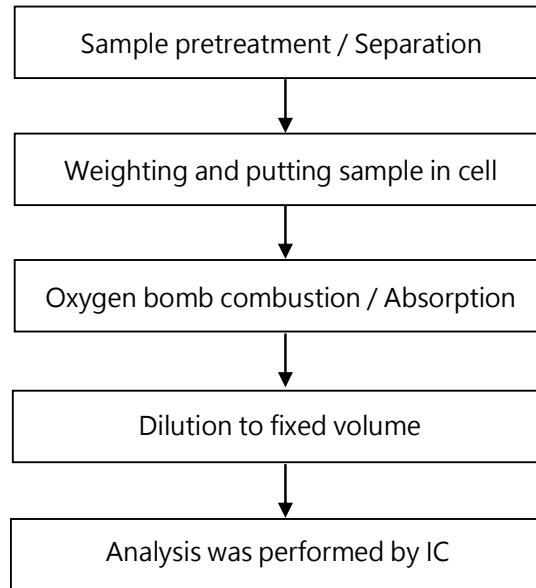 Sample pretreatment / Separation
Weighting and putting sample in cell
Oxygen bomb combustion / Absorption
Dilution to fixed volume
Analysis was performed by IC